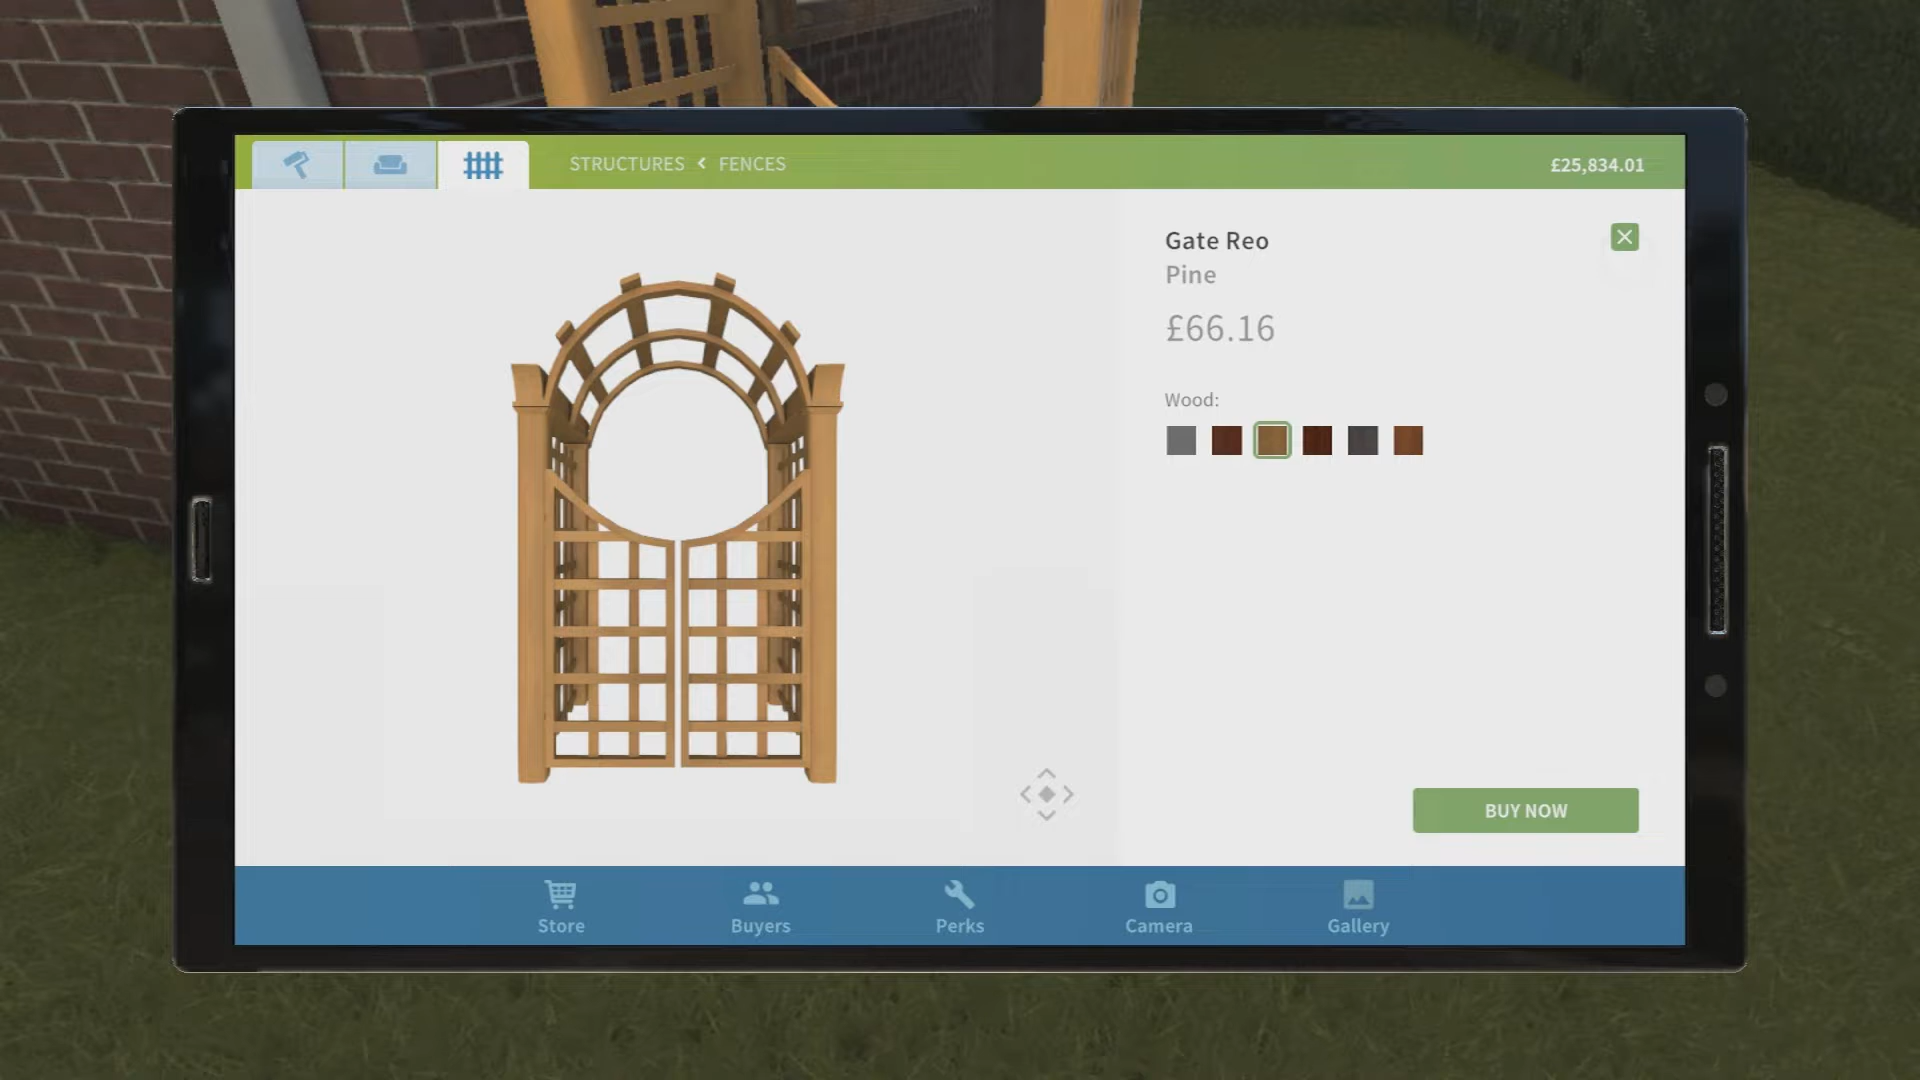 STRUCTURES < FENCES
£25,834.01
Gate Reo
Pine
£66.16
Wood:
BUY NOW
Store
Buyers
Perks
Camera
Gallery